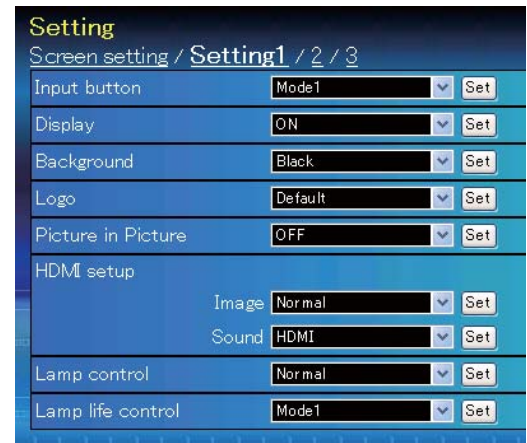 Setting
Screen setting / Setting1 / 2 / 3
Input button Mode1 Set
Display ON Set
Background Black Set
Logo Default Set
Picture in Picture OFF Set
HDMI setup
Image Normal Set
Sound HDMI Set
Lamp control Normal Set
Lamp life control Mode1 Set